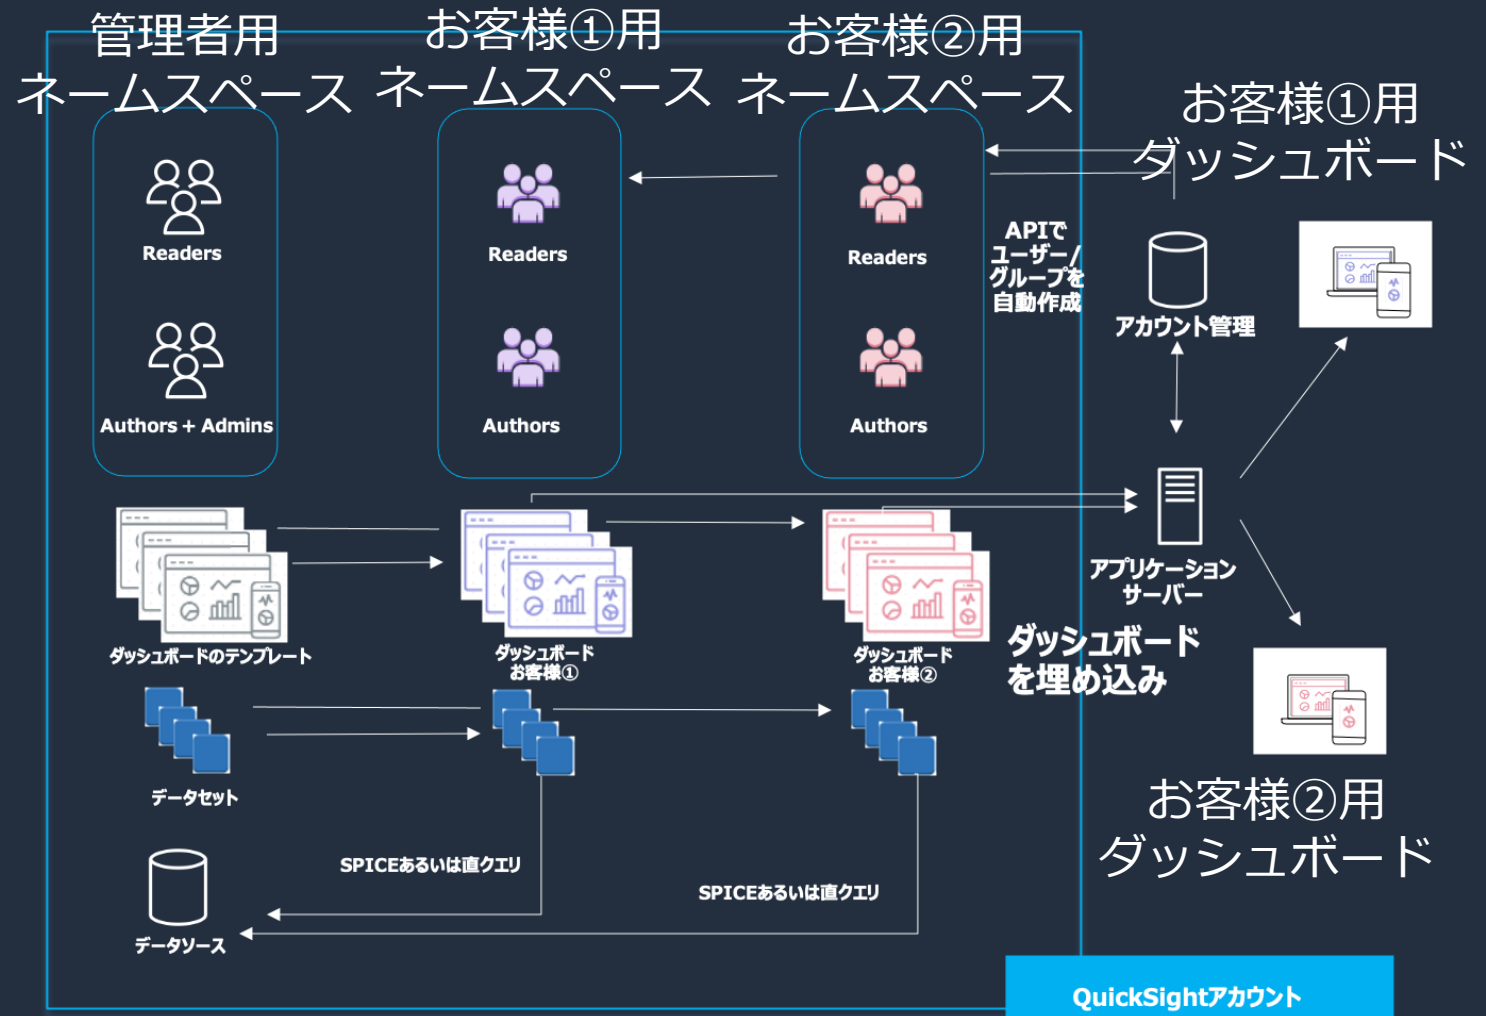 管理者用
ネームスペース
お客様①用
ネームスペース
お客様②用
ネームスペース
お客様①用
ダッシュボード
Readers
Readers
Readers
APIで
ユーザー/
グループを
自動作成
アカウント管理
Authors + Admins
Authors
Authors
アプリケーション
サーバー
ダッシュボードのテンプレート
ダッシュボード
お客様①
ダッシュボード
お客様②
ダッシュボード
を埋め込み
データセット
お客様②用
ダッシュボード
SPICEあるいは直クエリ
SPICEあるいは直クエリ
データソース
QuickSightアカウント